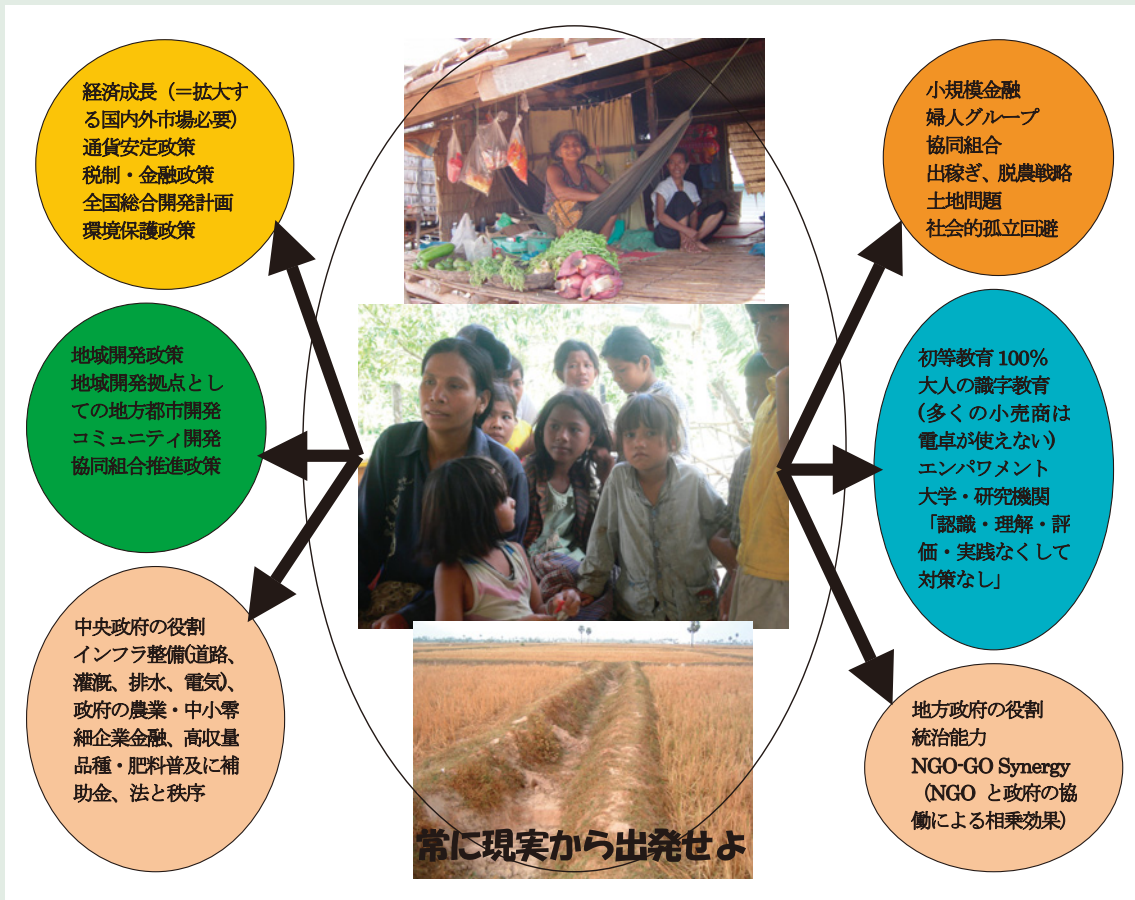 経済成長（＝拡大す
る国内外市場必要）
通貨安定政策
税制・金融政策
全国総合開発計画
環境保護政策
地域開発政策
地域開発拠点とし
ての地方都市開発
コミュニティ開発
協同組合推進政策
中央政府の役割
インフラ整備(道路、
灌漑、排水、電気)、
政府の農業・中小零
細企業金融、高収量
品種・肥料普及に補
助金、法と秩序
常に現実から出発せよ
小規模金融
婦人グループ
協同組合
出稼ぎ、脱農戦略
土地問題
社会的孤立回避
初等教育 100%
大人の識字教育
(多くの小売商は
電卓が使えない)
エンパワメント
大学・研究機関
「認識・理解・評
価・実践なくして
対策なし」
地方政府の役割
統治能力
NGO-GO Synergy
（NGO と政府の協
働による相乗効果）